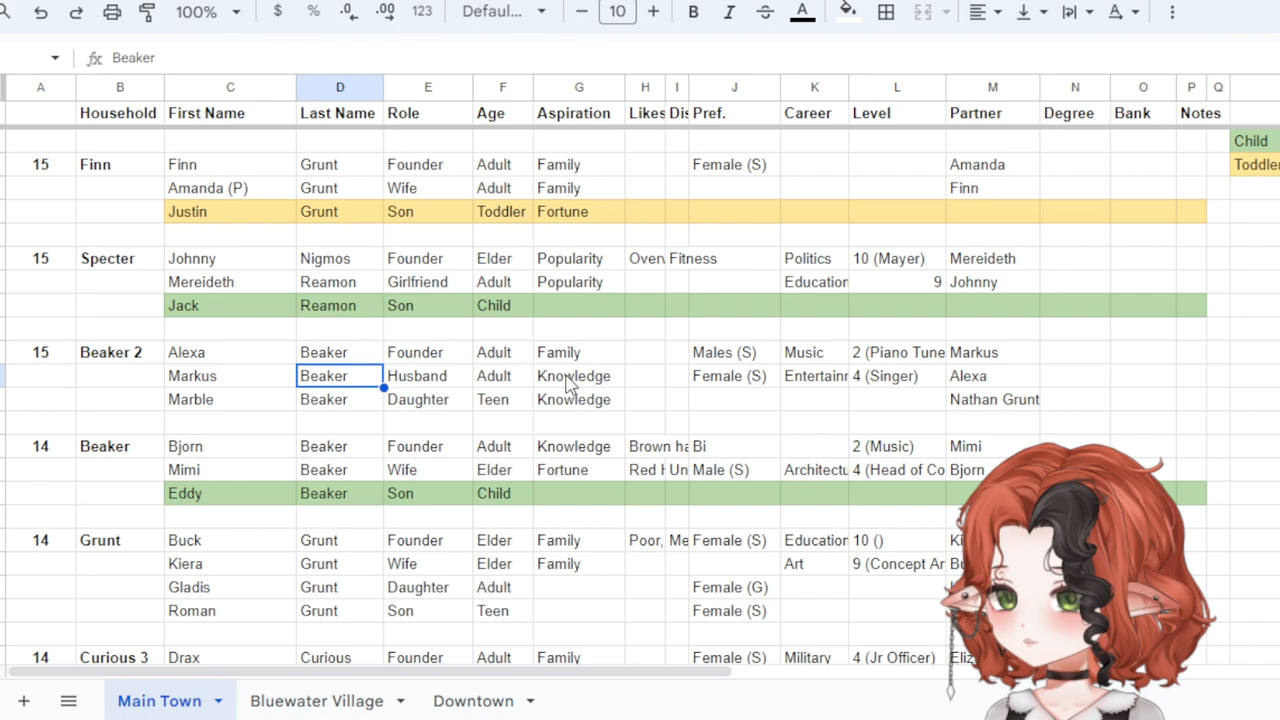 100% $ % .0 .00 123 Defaul... 10 B I A
fx Beaker
A B C D E F G H I J K L M N O P Q
Household First Name Last Name Role Age Aspiration Likes Dis Pref. Career Level Partner Degree Bank Notes
Child
15 Finn Finn Grunt Founder Adult Family Female (S) Amanda Toddle
Amanda (P) Grunt Wife Adult Family Finn
Justin Grunt Son Toddler Fortune
15 Specter Johnny Nigmos Founder Elder Popularity Over Fitness Politics 10 (Mayer) Mereideth
Mereideth Reamon Girlfriend Adult Popularity Education 9 Johnny
Jack Reamon Son Child
15 Beaker 2 Alexa Beaker Founder Adult Family Males (S) Music 2 (Piano Tune Markus
Markus Beaker Husband Adult Knowledge Female (S) Entertainn 4 (Singer) Alexa
Marble Beaker Daughter Teen Knowledge Nathan Grunt
14 Beaker Bjorn Beaker Founder Adult Knowledge Brown ha Bi 2 (Music) Mimi
Mimi Beaker Wife Elder Fortune Red Un Male (S) Architectu 4 (Head of Co Bjorn
Eddy Beaker Son Child
14 Grunt Buck Grunt Founder Elder Family Poor, Me Female (S) Education 10 () Ki
Kiera Grunt Wife Elder Family Art 9 (Concept Ar Bu
Gladis Grunt Daughter Adult Female (G)
Roman Grunt Son Teen Female (S)
14 Curious 3 Drax Curious Founder Adult Family Female (S) Military 4 (Jr Officer) Eliz
Main Town Bluewater Village Downtown